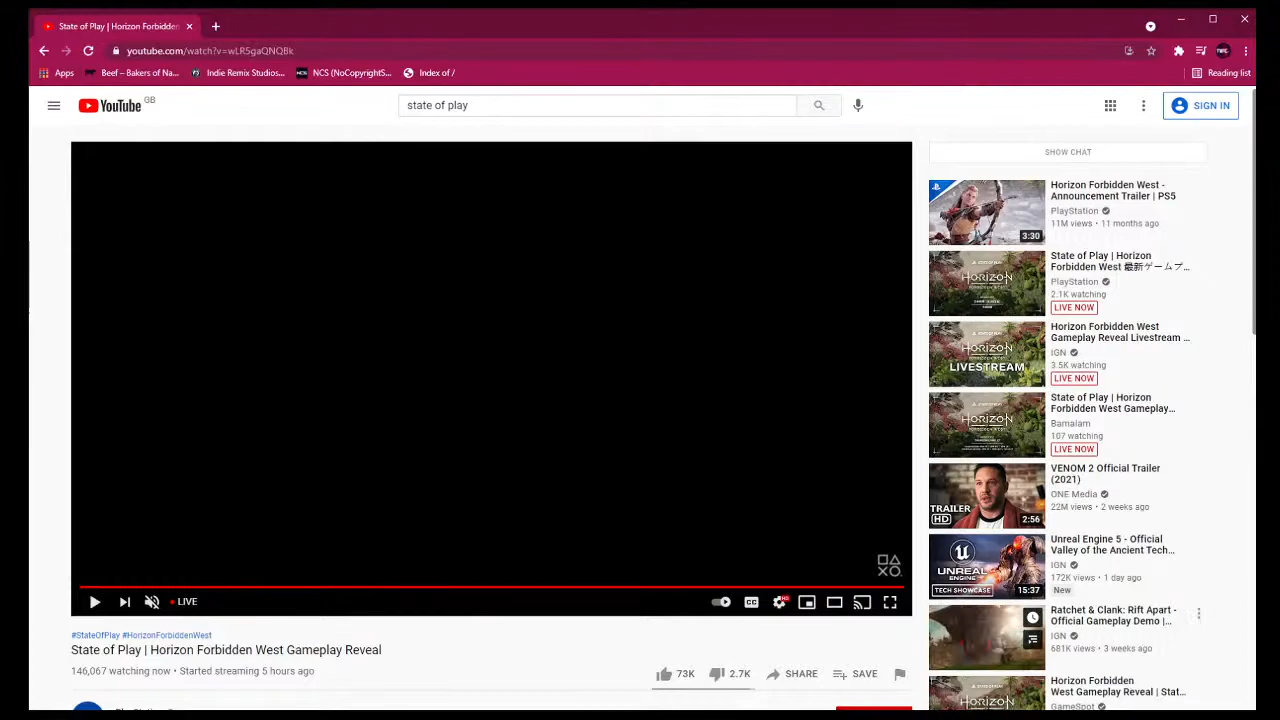 State of Play | Horizon Forbidden
youtube.com/watch?v=wLR5gaQNQBk
Apps
Beef – Bakers of Na...
Indie Remix Studios...
NCS (NoCopyrightS...
Index of /
Reading list
YouTube GB
state of play
SIGN IN
SHOW CHAT
Horizon Forbidden West -
Announcement Trailer | PS5
PlayStation
11M views • 11 months ago
3:30
State of Play | Horizon
Forbidden West 最新ゲームプ...
PlayStation
2.1K watching
LIVE NOW
HORIZON
Horizon Forbidden West
Gameplay Reveal Livestream ...
IGN
3.5K watching
LIVE NOW
HORIZON
LIVESTREAM
State of Play | Horizon
Forbidden West Gameplay...
Bamalam
107 watching
LIVE NOW
HORIZON
VENOM 2 Official Trailer
(2021)
ONE Media
22M views • 2 weeks ago
TRAILER
HD
2:56
Unreal Engine 5 - Official
Valley of the Ancient Tech...
IGN
172K views • 1 day ago
New
UNREAL
ENGINE
TECH SHOWCASE
15:37
Ratchet & Clank: Rift Apart -
Official Gameplay Demo |...
IGN
681K views • 3 weeks ago
Horizon Forbidden
West Gameplay Reveal | Stat...
GameSpot
LIVE
CC
HD
#StateOfPlay #HorizonForbiddenWest
State of Play | Horizon Forbidden West Gameplay Reveal
146,067 watching now • Started streaming 5 hours ago
73K
2.7K
SHARE
SAVE